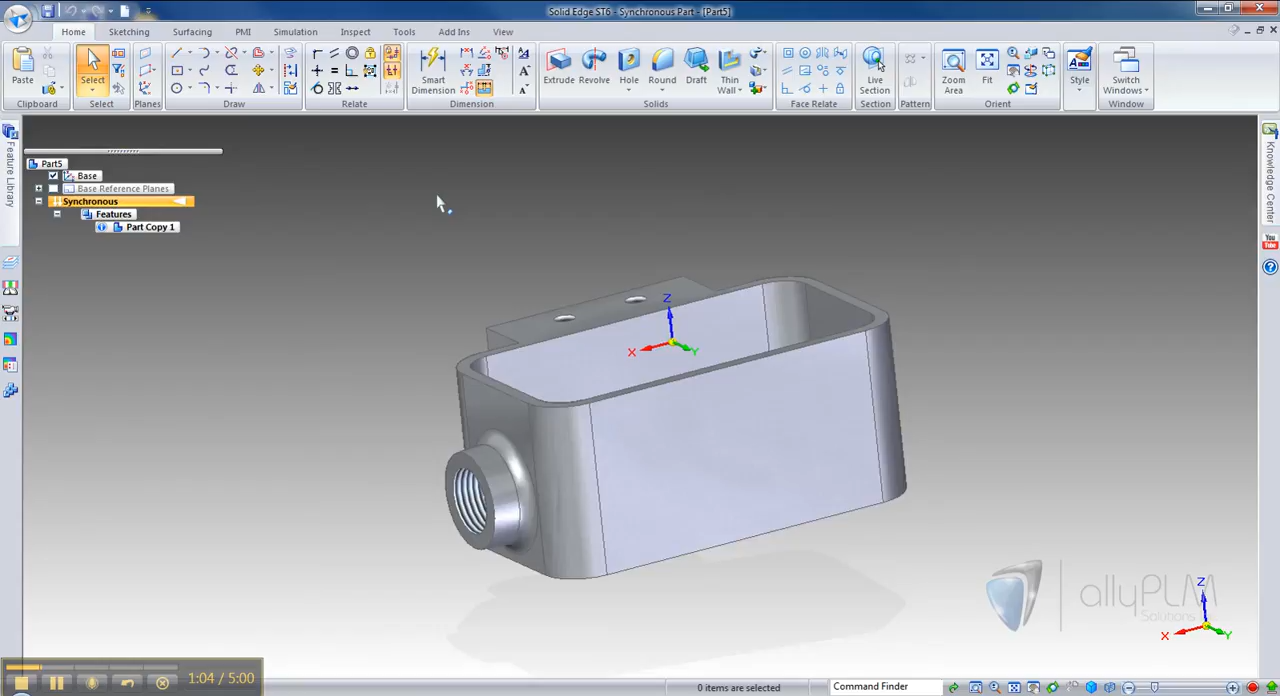 Solid Edge ST6 - Synchronous Part - [Part5]
Home Sketching Surfacing PMI Simulation Inspect Tools Add Ins View
Paste
Select
Smart
Dimension
Extrude Revolve Hole Round Draft Thin
Wall
Live
Section
Zoom
Area
Fit
Style
Switch
Windows
Clipboard Select Planes Draw Relate Dimension Solids Face Relate Section Pattern Orient Window
Feature Library
Part5
Base
Base Reference Planes
Synchronous
Features
Part Copy 1
Knowledge Center
You
Tube
Z
X
Y
allyPLM
Solutions
Z
X
Y
1:04 / 5:00
0 items are selected
Command Finder